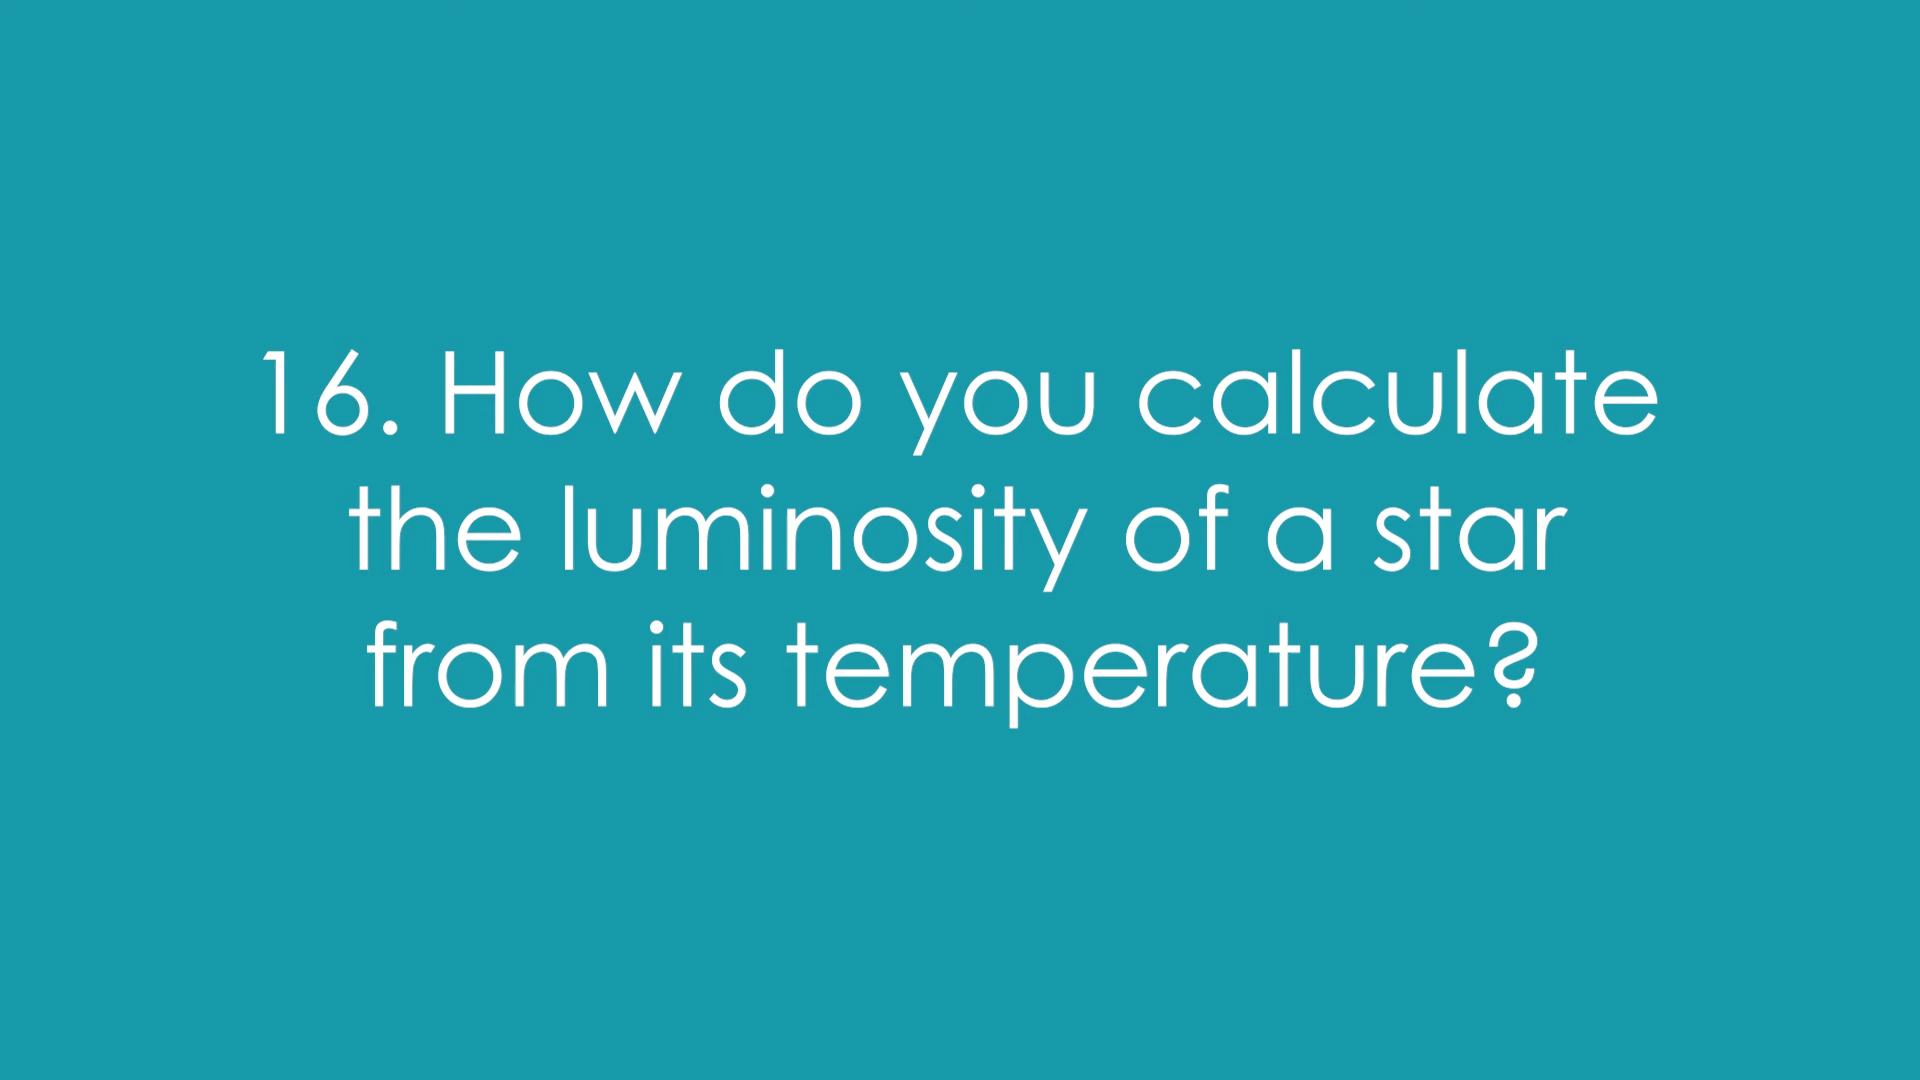 16. How do you calculate
the luminosity of a star
from its temperature?